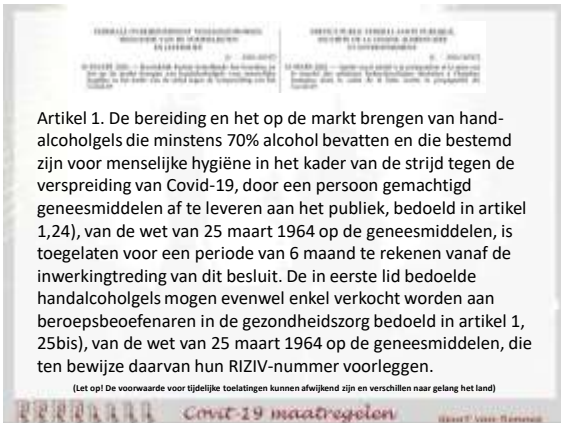 Artikel 1. De bereiding en het op de markt brengen van hand-
alcoholgels die minstens 70% alcohol bevatten en die bestemd
zijn voor menselijke hygiëne in het kader van de strijd tegen de
verspreiding van Covid-19, door een persoon gemachtigd
geneesmiddelen af te leveren aan het publiek, bedoeld in artikel
1,24), van de wet van 25 maart 1964 op de geneesmiddelen, is
toegelaten voor een periode van 6 maand te rekenen vanaf de
inwerkingtreding van dit besluit. De in eerste lid bedoelde
handalcoholgels mogen evenwel enkel verkocht worden aan
beroepsbeoefenaren in de gezondheidszorg bedoeld in artikel 1,
25bis), van de wet van 25 maart 1964 op de geneesmiddelen, die
ten bewijze daarvan hun RIZIV-nummer voorleggen.
(Let op! De voorwaarde voor tijdelijke toelatingen kunnen afwijkend zijn en verschillen naar gelang het land)
Covit-19 maatregelen